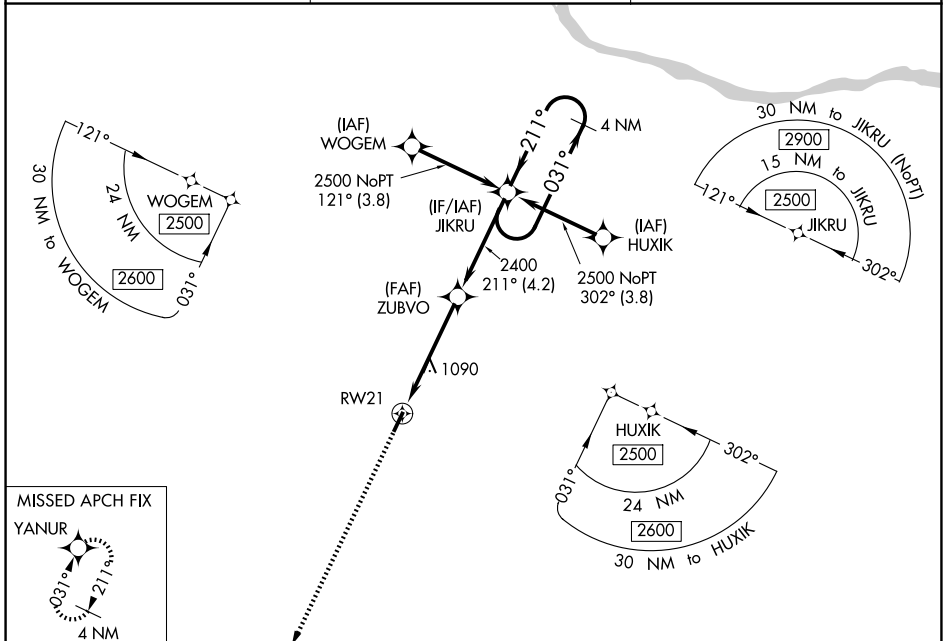 121°
WOGEM
2500
24 NM
30 NM to WOGEM
2600
031°
(IAF)
WOGEM
2500 NoPT
121° (3.8)
211°
031°
4 NM
(IF/IAF)
JIKRU
(IAF)
HUXIK
2500 NoPT
302° (3.8)
2400
211° (4.2)
(FAF)
ZUBVO
1090
RW21
30 NM to JIKRU (NoPT)
2900
15 NM to JIKRU
2500
121°
JIKRU
302°
HUXIK
2500
302°
031°
24 NM
2600
30 NM to HUXIK
MISSED APCH FIX
YANUR
031°
211°
4 NM